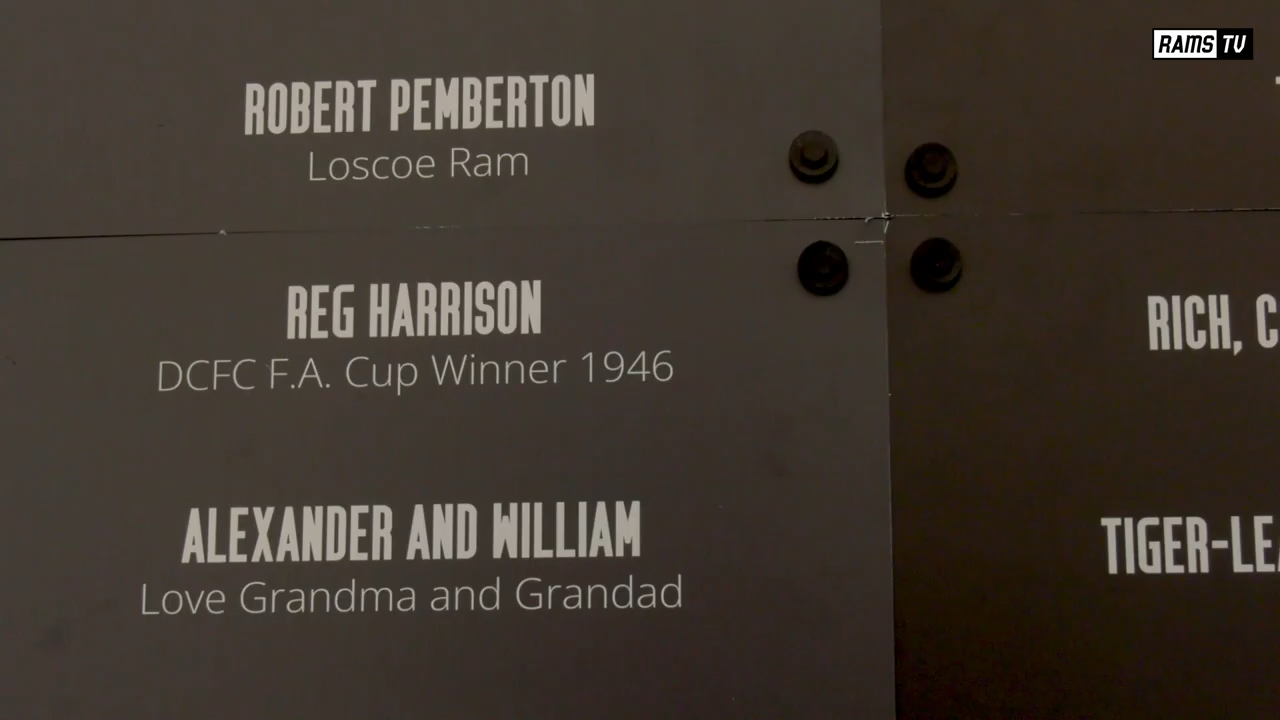 RAMS TV
ROBERT PEMBERTON
Loscoe Ram
REG HARRISON
DCFC F.A. Cup Winner 1946
ALEXANDER AND WILLIAM
Love Grandma and Grandad
RICH,